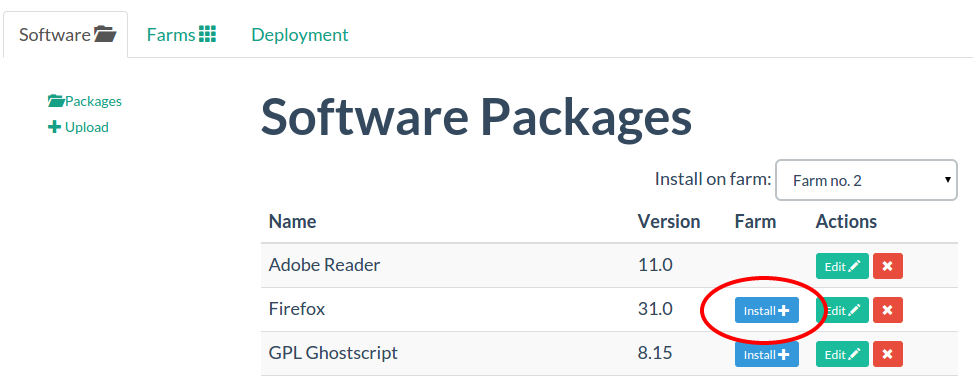 Software Farms Deployment
Packages
Upload
Software Packages
Install on farm: Farm no. 2
Name Version Farm Actions
Adobe Reader 11.0 Edit
Firefox 31.0 Install Edit
GPL Ghostscript 8.15 Install Edit